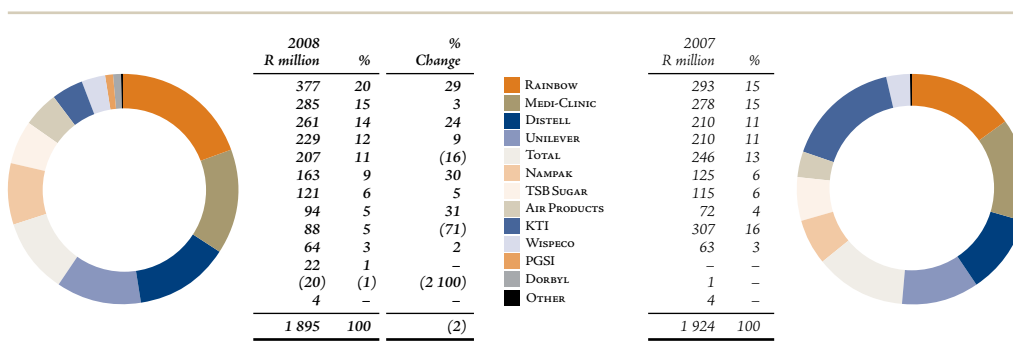 2008 % 2007
R million % Change R million %
377 20 29 RAINBOW 293 15
285 15 3 MEDI-CLINIC 278 15
261 14 24 DISTELL 210 11
229 12 9 UNILEVER 210 11
207 11 (16) TOTAL 246 13
163 9 30 NAMPAK 125 6
121 6 5 TSB SUGAR 115 6
94 5 31 AIR PRODUCTS 72 4
88 5 (71) KTI 307 16
64 3 2 WISPECO 63 3
22 1 – PGSI – –
(20) (1) (2 100) DORBYL 1 –
4 – – OTHER 4 –
1 895 100 (2) 1 924 100